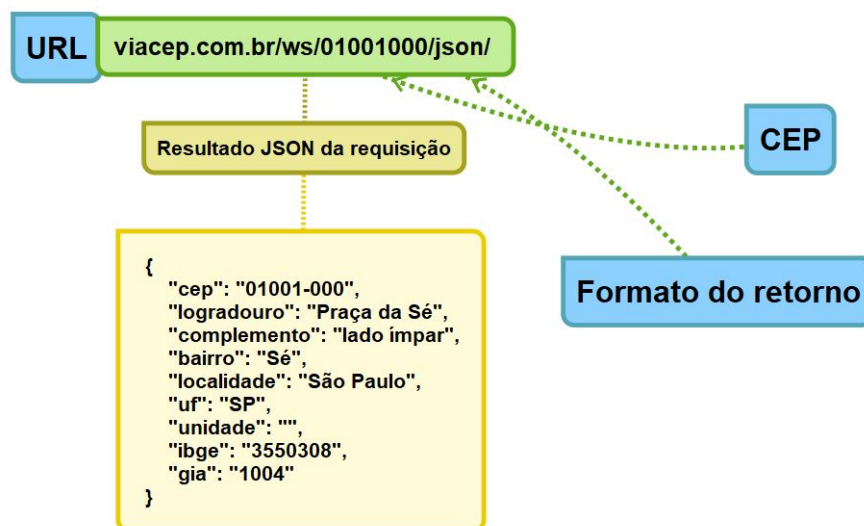 URL
viacep.com.br/ws/01001000/json/
Resultado JSON da requisição
CEP
Formato do retorno
{
"cep": "01001-000",
"logradouro": "Praça da Sé",
"complemento": "lado ímpar",
"bairro": "Sé",
"localidade": "São Paulo",
"uf": "SP",
"unidade": "",
"ibge": "3550308",
"gia": "1004"
}